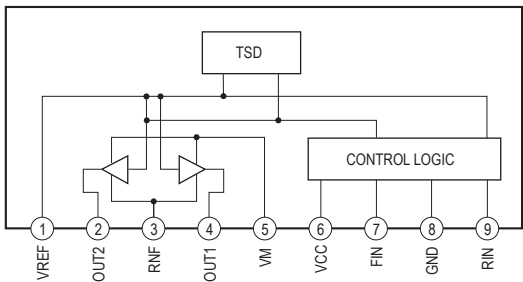 TSD
CONTROL LOGIC
1 2 3 4 5 6 7 8 9
VREF OUT2 RNF OUT1 VM VCC FIN GND RIN